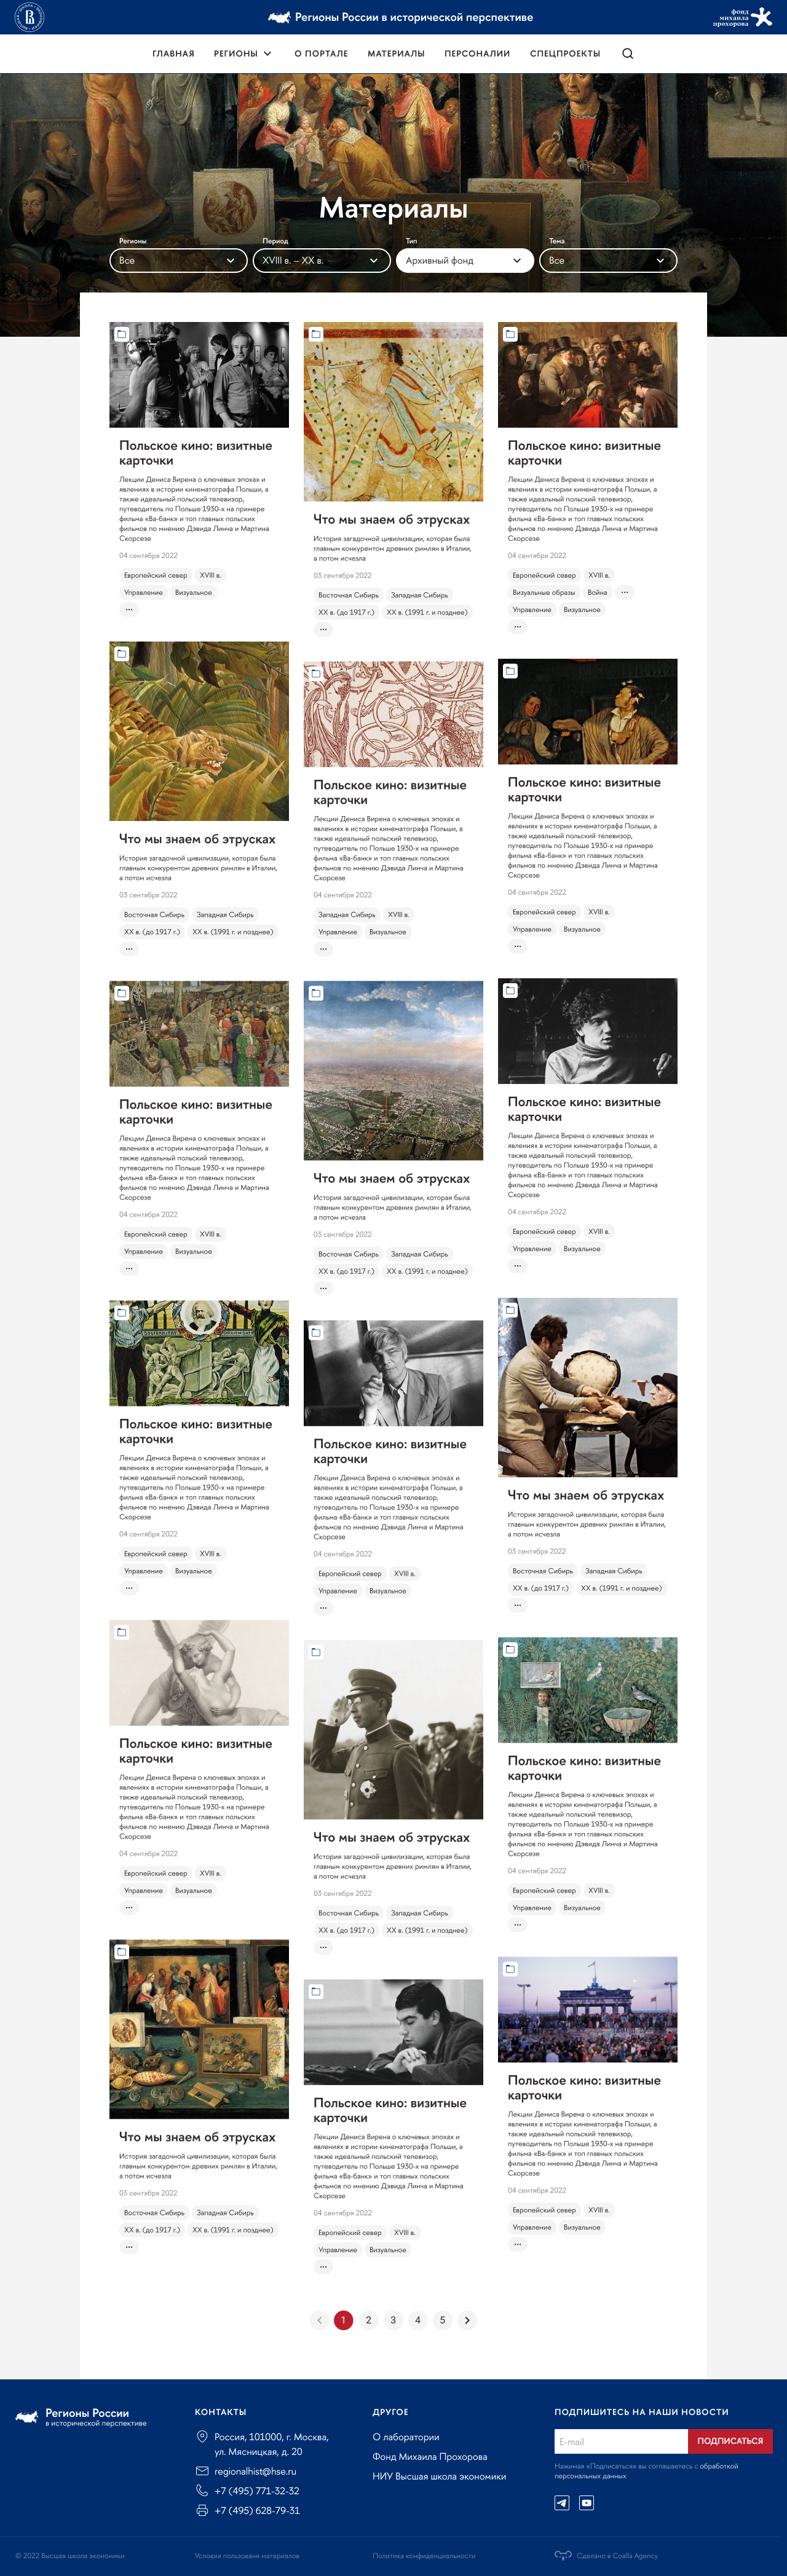 Регионы России в исторической перспективе
фонд
михаила
прохорова
ГЛАВНАЯ РЕГИОНЫ О ПОРТАЛЕ МАТЕРИАЛЫ ПЕРСОНАЛИИ СПЕЦПРОЕКТЫ
Материалы
Регионы Период Тип Тема
Все XVIII в. – XX в. Архивный фонд Все
Польское кино: визитные
карточки
Лекции Дениса Вирена о ключевых эпохах и
явлениях в истории кинематографа Польши, а
также идеальный польский телевизор,
путеводитель по Польше 1930-х на примере
фильма «Ва-банк» и топ главных польских
фильмов по мнению Дэвида Линча и Мартина
Скорсезе
04 сентября 2022
Европейский север XVIII в.
Управление Визуальное
...
Что мы знаем об этрусках
История загадочной цивилизации, которая была
главным конкурентом древних римлян в Италии,
а потом исчезла
03 сентября 2022
Восточная Сибирь Западная Сибирь
XX в. (до 1917 г.) XX в. (1991 г. и позднее)
...
Польское кино: визитные
карточки
Лекции Дениса Вирена о ключевых эпохах и
явлениях в истории кинематографа Польши, а
также идеальный польский телевизор,
путеводитель по Польше 1930-х на примере
фильма «Ва-банк» и топ главных польских
фильмов по мнению Дэвида Линча и Мартина
Скорсезе
04 сентября 2022
Европейский север XVIII в.
Управление Визуальное
...
Польское кино: визитные
карточки
Лекции Дениса Вирена о ключевых эпохах и
явлениях в истории кинематографа Польши, а
также идеальный польский телевизор,
путеводитель по Польше 1930-х на примере
фильма «Ва-банк» и топ главных польских
фильмов по мнению Дэвида Линча и Мартина
Скорсезе
04 сентября 2022
Европейский север XVIII в.
Управление Визуальное
...
Польское кино: визитные
карточки
Лекции Дениса Вирена о ключевых эпохах и
явлениях в истории кинематографа Польши, а
также идеальный польский телевизор,
путеводитель по Польше 1930-х на примере
фильма «Ва-банк» и топ главных польских
фильмов по мнению Дэвида Линча и Мартина
Скорсезе
04 сентября 2022
Европейский север XVIII в.
Управление Визуальное
...
Что мы знаем об этрусках
История загадочной цивилизации, которая была
главным конкурентом древних римлян в Италии,
а потом исчезла
03 сентября 2022
Восточная Сибирь Западная Сибирь
XX в. (до 1917 г.) XX в. (1991 г. и позднее)
...
Что мы знаем об этрусках
История загадочной цивилизации, которая была
главным конкурентом древних римлян в Италии,
а потом исчезла
03 сентября 2022
Восточная Сибирь Западная Сибирь
XX в. (до 1917 г.) XX в. (1991 г. и позднее)
...
Польское кино: визитные
карточки
Лекции Дениса Вирена о ключевых эпохах и
явлениях в истории кинематографа Польши, а
также идеальный польский телевизор,
путеводитель по Польше 1930-х на примере
фильма «Ва-банк» и топ главных польских
фильмов по мнению Дэвида Линча и Мартина
Скорсезе
04 сентября 2022
Западная Сибирь XVIII в.
Управление Визуальное
...
Что мы знаем об этрусках
История загадочной цивилизации, которая была
главным конкурентом древних римлян в Италии,
а потом исчезла
03 сентября 2022
Восточная Сибирь Западная Сибирь
XX в. (до 1917 г.) XX в. (1991 г. и позднее)
...
Польское кино: визитные
карточки
Лекции Дениса Вирена о ключевых эпохах и
явлениях в истории кинематографа Польши, а
также идеальный польский телевизор,
путеводитель по Польше 1930-х на примере
фильма «Ва-банк» и топ главных польских
фильмов по мнению Дэвида Линча и Мартина
Скорсезе
04 сентября 2022
Европейский север XVIII в.
Управление Визуальное
...
Что мы знаем об этрусках
История загадочной цивилизации, которая была
главным конкурентом древних римлян в Италии,
а потом исчезла
03 сентября 2022
Восточная Сибирь Западная Сибирь
XX в. (до 1917 г.) XX в. (1991 г. и позднее)
...
Польское кино: визитные
карточки
Лекции Дениса Вирена о ключевых эпохах и
явлениях в истории кинематографа Польши, а
также идеальный польский телевизор,
путеводитель по Польше 1930-х на примере
фильма «Ва-банк» и топ главных польских
фильмов по мнению Дэвида Линча и Мартина
Скорсезе
04 сентября 2022
Европейский север XVIII в.
Управление Визуальное
...
Польское кино: визитные
карточки
Лекции Дениса Вирена о ключевых эпохах и
явлениях в истории кинематографа Польши, а
также идеальный польский телевизор,
путеводитель по Польше 1930-х на примере
фильма «Ва-банк» и топ главных польских
фильмов по мнению Дэвида Линча и Мартина
Скорсезе
04 сентября 2022
Европейский север XVIII в.
Визуальные образы Война ...
Управление Визуальное
...
Польское кино: визитные
карточки
Лекции Дениса Вирена о ключевых эпохах и
явлениях в истории кинематографа Польши, а
также идеальный польский телевизор,
путеводитель по Польше 1930-х на примере
фильма «Ва-банк» и топ главных польских
фильмов по мнению Дэвида Линча и Мартина
Скорсезе
04 сентября 2022
Европейский север XVIII в.
Управление Визуальное
...
Польское кино: визитные
карточки
Лекции Дениса Вирена о ключевых эпохах и
явлениях в истории кинематографа Польши, а
также идеальный польский телевизор,
путеводитель по Польше 1930-х на примере
фильма «Ва-банк» и топ главных польских
фильмов по мнению Дэвида Линча и Мартина
Скорсезе
04 сентября 2022
Европейский север XVIII в.
Управление Визуальное
...
Что мы знаем об этрусках
История загадочной цивилизации, которая была
главным конкурентом древних римлян в Италии,
а потом исчезла
03 сентября 2022
Восточная Сибирь Западная Сибирь
XX в. (до 1917 г.) XX в. (1991 г. и позднее)
...
Польское кино: визитные
карточки
Лекции Дениса Вирена о ключевых эпохах и
явлениях в истории кинематографа Польши, а
также идеальный польский телевизор,
путеводитель по Польше 1930-х на примере
фильма «Ва-банк» и топ главных польских
фильмов по мнению Дэвида Линча и Мартина
Скорсезе
04 сентября 2022
Европейский север XVIII в.
Управление Визуальное
...
Польское кино: визитные
карточки
Лекции Дениса Вирена о ключевых эпохах и
явлениях в истории кинематографа Польши, а
также идеальный польский телевизор,
путеводитель по Польше 1930-х на примере
фильма «Ва-банк» и топ главных польских
фильмов по мнению Дэвида Линча и Мартина
Скорсезе
04 сентября 2022
Европейский север XVIII в.
Управление Визуальное
...
1 2 3 4 5
Регионы России
в исторической перспективе
КОНТАКТЫ
Россия, 101000, г. Москва,
ул. Мясницкая, д. 20
regionalhist@hse.ru
+7 (495) 771-32-32
+7 (495) 628-79-31
ДРУГОЕ
О лаборатории
Фонд Михаила Прохорова
НИУ Высшая школа экономики
ПОДПИШИТЕСЬ НА НАШИ НОВОСТИ
E-mail ПОДПИСАТЬСЯ
Нажимая «Подписаться» вы соглашаетесь с обработкой
персональных данных
© 2022 Высшая школа экономики Условия пользования материалов Политика конфиденциальности Сделано в Coalla Agency